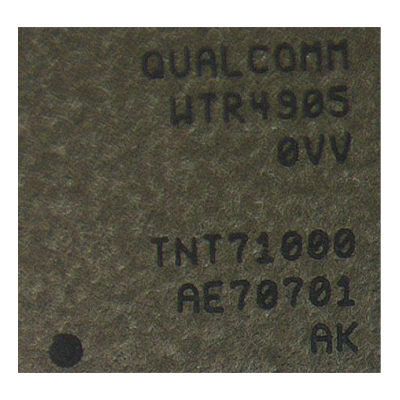 QUALCOMM
WTR4905
0VV
TNT71000
AE70701
AK